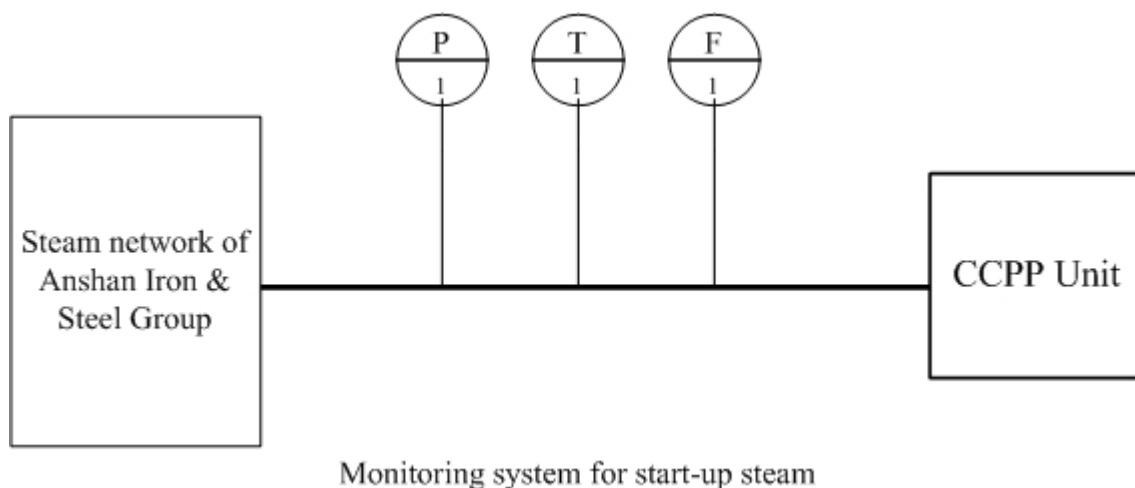 P T F
1 1 1
Steam network of
Anshan Iron &
Steel Group
CCPP Unit
Monitoring system for start-up steam